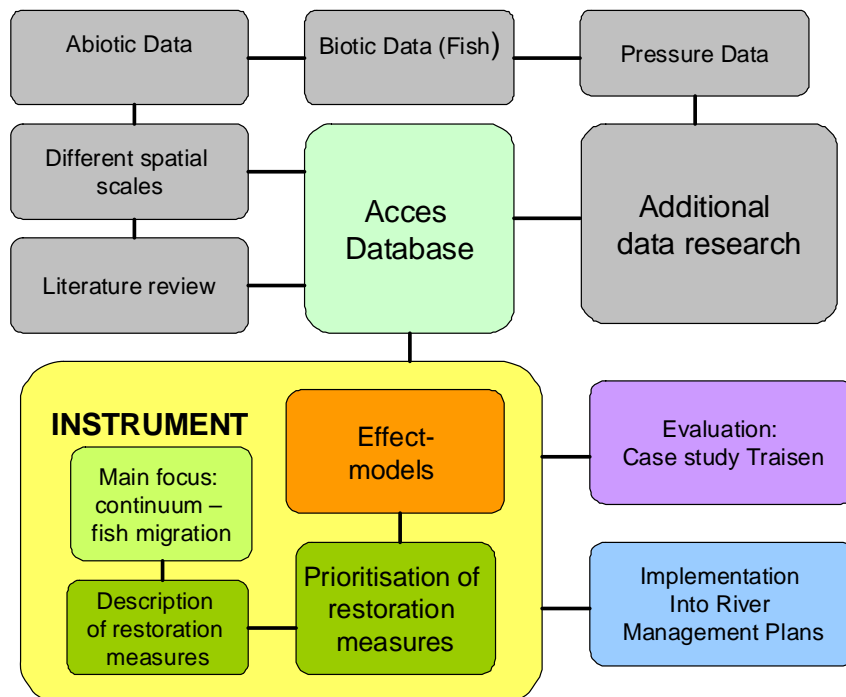 Abiotic Data
Biotic Data (Fish)
Pressure Data
Different spatial
scales
Acces
Database
Additional
data research
Literature review
INSTRUMENT
Effect-
models
Evaluation:
Case study Traisen
Main focus:
continuum –
fish migration
Prioritisation of
restoration
measures
Implementation
Into River
Management Plans
Description
of restoration
measures